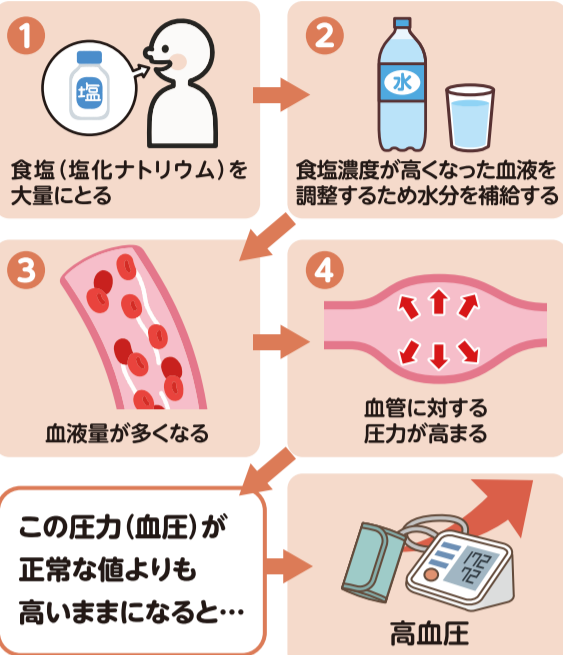 1
塩
食塩(塩化ナトリウム)を
大量にとる
2
水
食塩濃度が高くなった血液を
調整するため水分を補給する
3
血液量が多くなる
4
血管に対する
圧力が高まる
この圧力(血圧)が
正常な値よりも
高いままになると…
172
72
高血圧